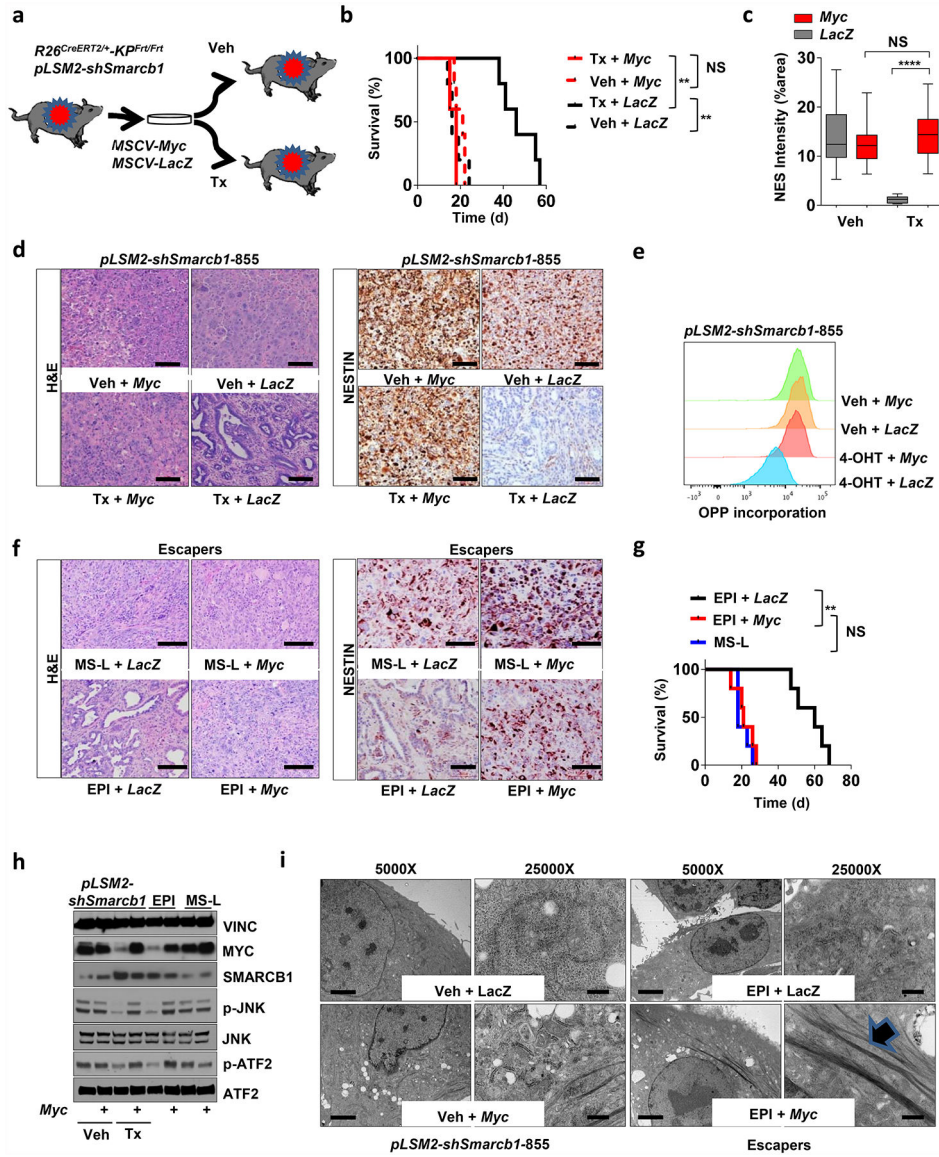 a
R26CreERT2/+-KPFrt/Frt
pLSM2-shSmarcb1
Veh
MSCV-Myc
MSCV-LacZ
Tx
b
Survival (%)
100
50
0
0 20 40 60
Time (d)
Tx + Myc
Veh + Myc
Tx + LacZ
Veh + LacZ
**
NS
**
c
Myc
LacZ
NS
****
NES Intensity (%area)
30
20
10
0
Veh Tx
d
pLSM2-shSmarcb1-855
H&E
Veh + Myc Veh + LacZ
Tx + Myc Tx + LacZ
pLSM2-shSmarcb1-855
NESTIN
Veh + Myc Veh + LacZ
Tx + Myc Tx + LacZ
e
pLSM2-shSmarcb1-855
Veh + Myc
Veh + LacZ
4-OHT + Myc
4-OHT + LacZ
-10³ 0 10³ 10⁴ 10⁵
OPP incorporation
f
Escapers
H&E
MS-L + LacZ MS-L + Myc
EPI + LacZ EPI + Myc
Escapers
NESTIN
MS-L + LacZ MS-L + Myc
EPI + LacZ EPI + Myc
g
EPI + LacZ
EPI + Myc
MS-L
**
NS
Survival (%)
100
50
0
0 20 40 60 80
Time (d)
h
pLSM2-
shSmarcb1 EPI MS-L
VINC
MYC
SMARCB1
p-JNK
JNK
p-ATF2
ATF2
Myc + + + +
Veh Tx
i
5000X 25000X 5000X 25000X
Veh + LacZ EPI + LacZ
Veh + Myc EPI + Myc
pLSM2-shSmarcb1-855 Escapers